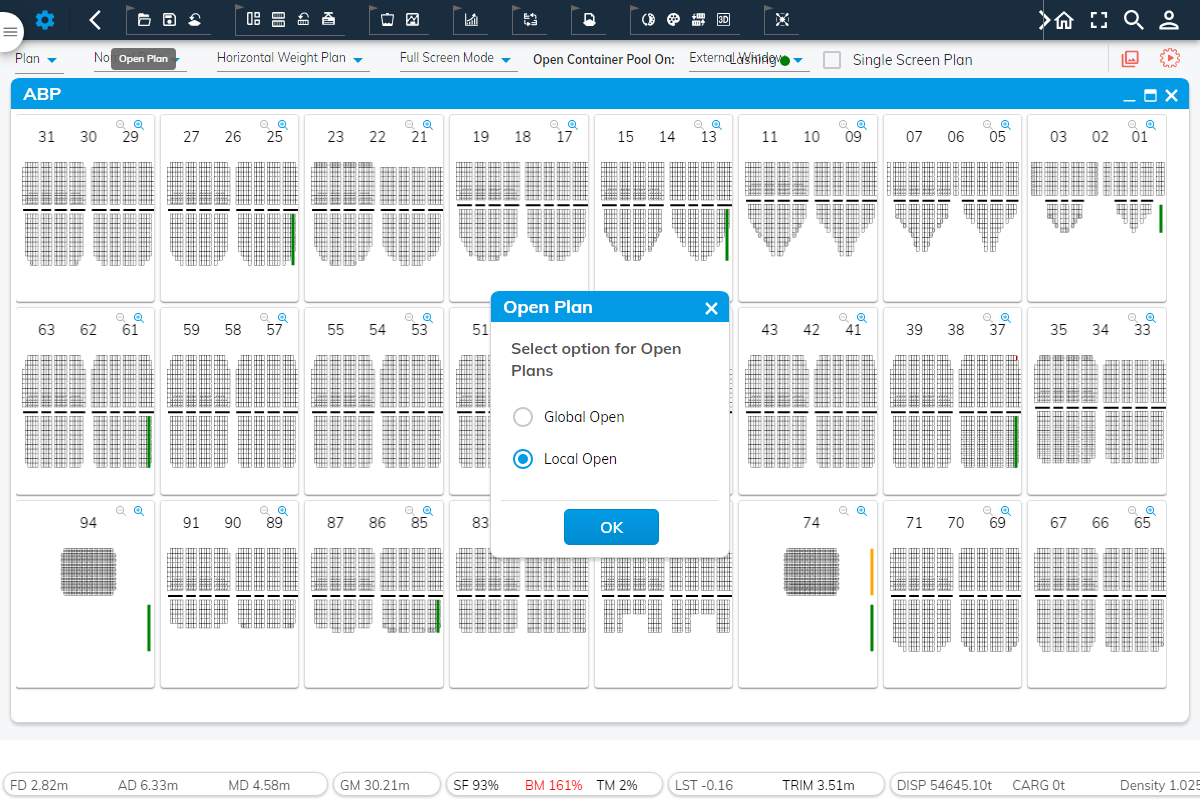 3D
Plan
No
Open Plan
Horizontal Weight Plan
Full Screen Mode
Open Container Pool On:
External Window
Lashing
Single Screen Plan
ABP
31 30 29
27 26 25
23 22 21
19 18 17
15 14 13
11 10 09
07 06 05
03 02 01
63 62 61
59 58 57
55 54 53
51
43 42 41
39 38 37
35 34 33
Open Plan
Select option for Open
Plans
Global Open
Local Open
OK
94
91 90 89
87 86 85
83
74
71 70 69
67 66 65
FD 2.82m AD 6.33m MD 4.58m
GM 30.21m
SF 93% BM 161% TM 2%
LST -0.16 TRIM 3.51m
DISP 54645.10t CARG 0t Density 1.025